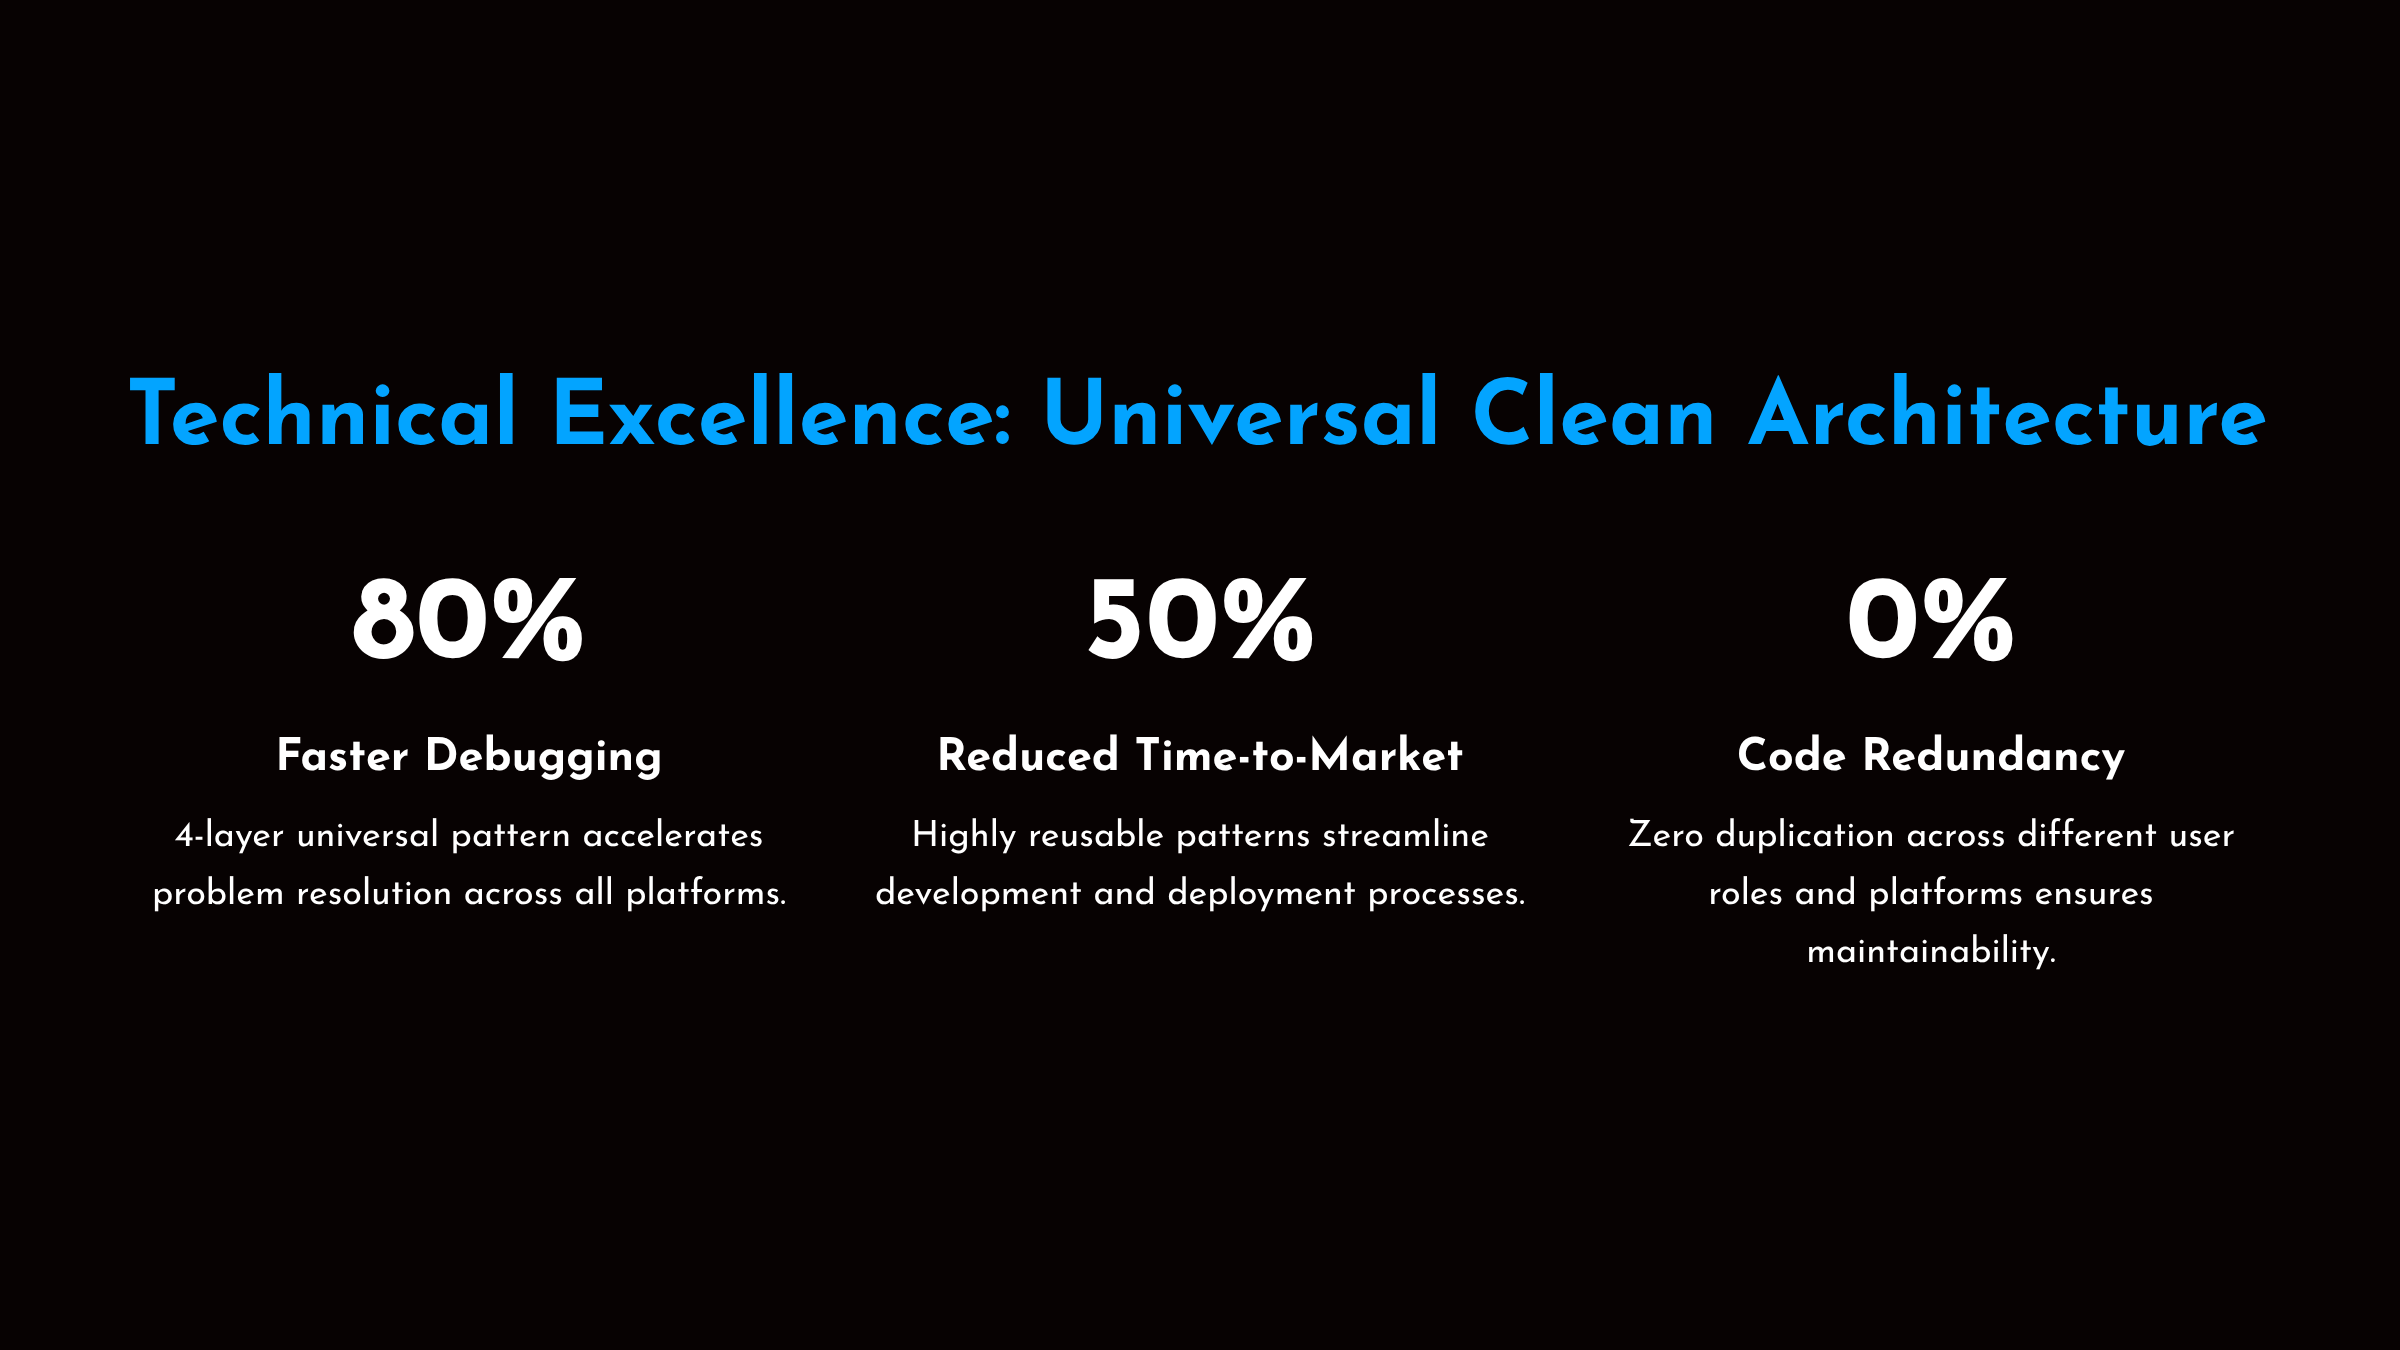 Technical Excellence: Universal Clean Architecture
80%
Faster Debugging
4-layer universal pattern accelerates
problem resolution across all platforms.
50%
Reduced Time-to-Market
Highly reusable patterns streamline
development and deployment processes.
0%
Code Redundancy
Zero duplication across different user
roles and platforms ensures
maintainability.